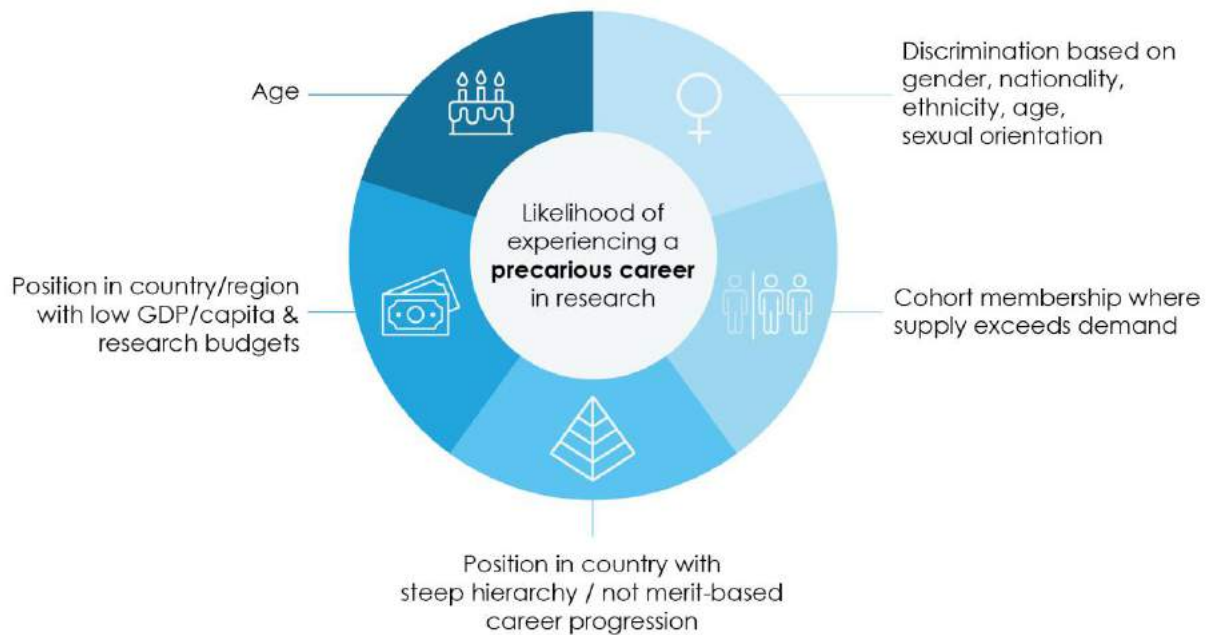 Age
Discrimination based on
gender, nationality,
ethnicity, age,
sexual orientation
Likelihood of
experiencing a
precarious career
in research
Position in country/region
with low GDP/capita &
research budgets
Cohort membership where
supply exceeds demand
Position in country with
steep hierarchy / not merit-based
career progression